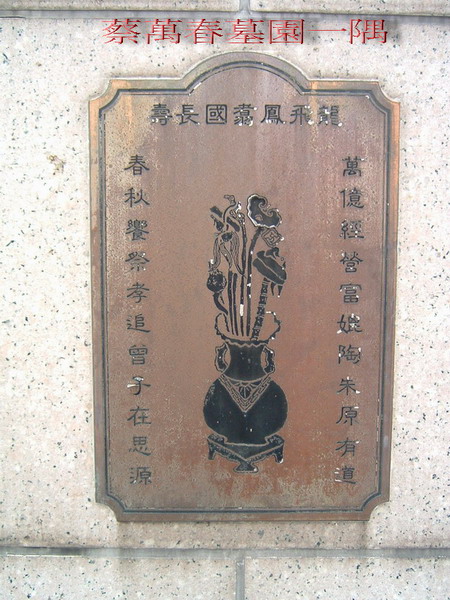 蔡萬春墓園一隅
龍飛鳳翥國長壽
萬億經營富媲陶朱原有道
春秋饗祭孝追曾子在思源